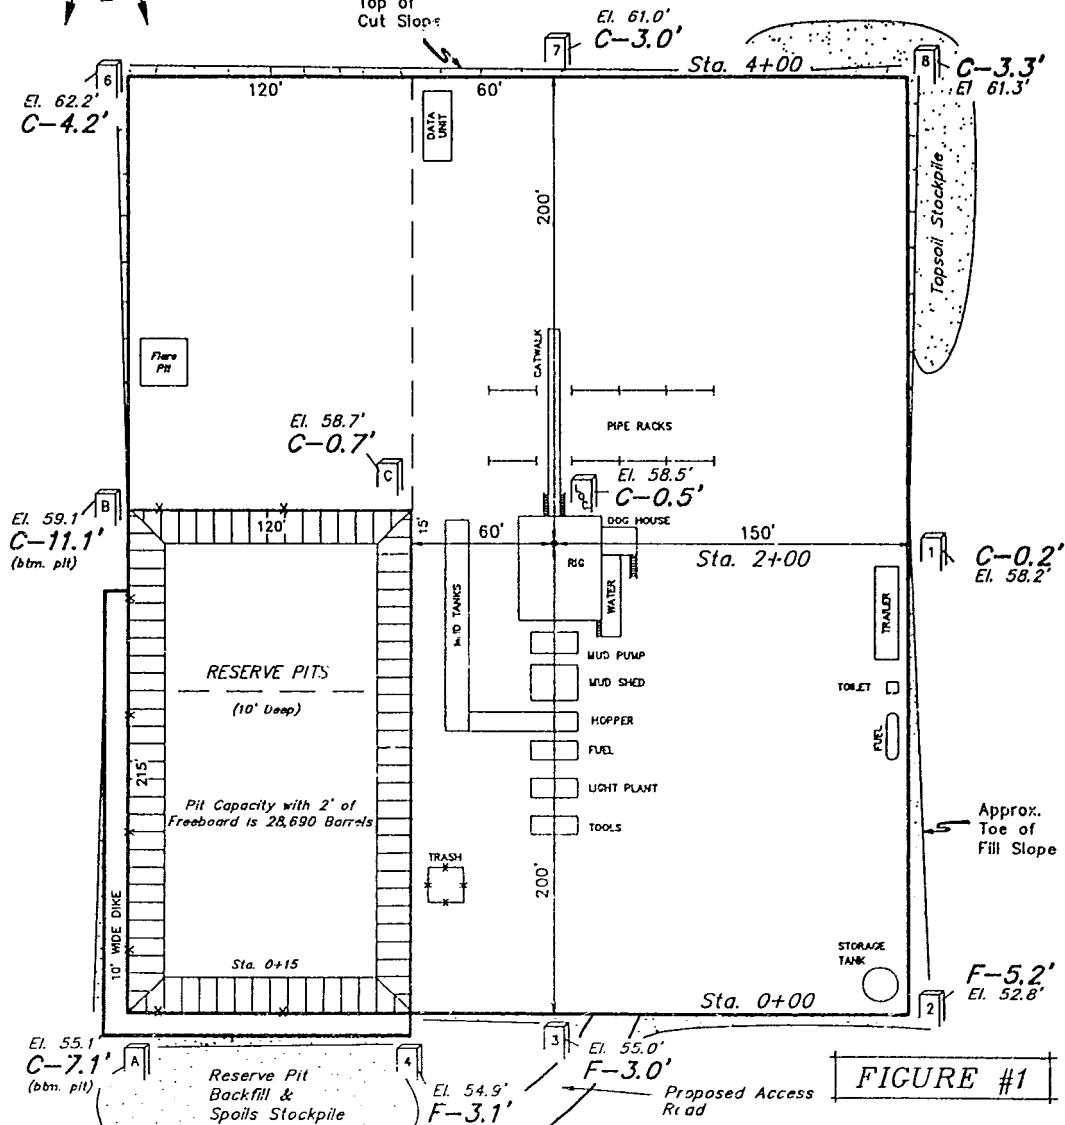 Top of
Cut Slope
El. 61.0'
C-3.0'
7
6
8
Sta. 4+00
C-3.3'
El 61.3'
El. 62.2'
C-4.2'
120'
60'
DATA
UNIT
200'
Topsoil Stockpile
CATWALK
Flare
Pit
PIPE RACKS
El. 58.7'
C-0.7'
C
El. 58.5'
C-0.5'
LOC.
B
El. 59.1'
C-11.1'
(btm. pit)
120'
15'
60'
DOG HOUSE
150'
RIG
Sta. 2+00
1
C-0.2'
El. 58.2'
MUD TANKS
WATER
TRAILER
MUD PUMP
RESERVE PITS
(10' Deep)
MUD SHED
TOILET
HOPPER
FUEL
FUEL
215'
LIGHT PLANT
Pit Capacity with 2' of
Freeboard is 28,690 Barrels
TOOLS
Approx.
Toe of
Fill Slope
TRASH
200'
10' WIDE DIKE
STORAGE
TANK
Sta. 0+15
Sta. 0+00
F-5.2'
El. 52.8'
2
3
El. 55.1'
C-7.1'
(btm. pit)
A
4
El. 55.0'
F-3.0'
Reserve Pit
Backfill &
Spoils Stockpile
El. 54.9'
F-3.1'
Proposed Access
Road
FIGURE #1